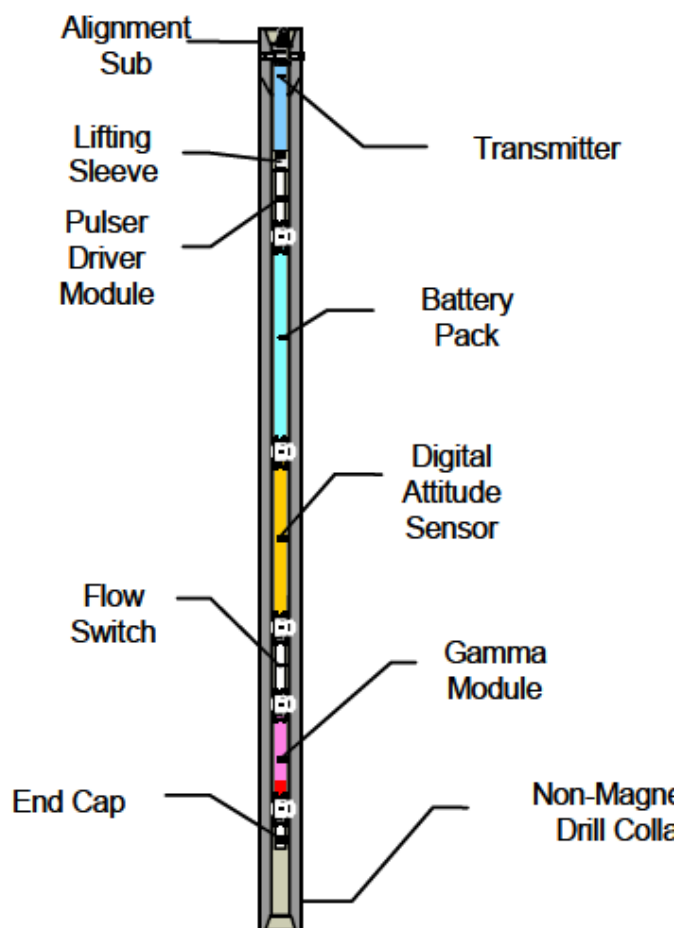 Alignment
Sub
Transmitter
Lifting
Sleeve
Pulser
Driver
Module
Battery
Pack
Digital
Attitude
Sensor
Flow
Switch
Gamma
Module
End Cap
Non-Magne
Drill Colla